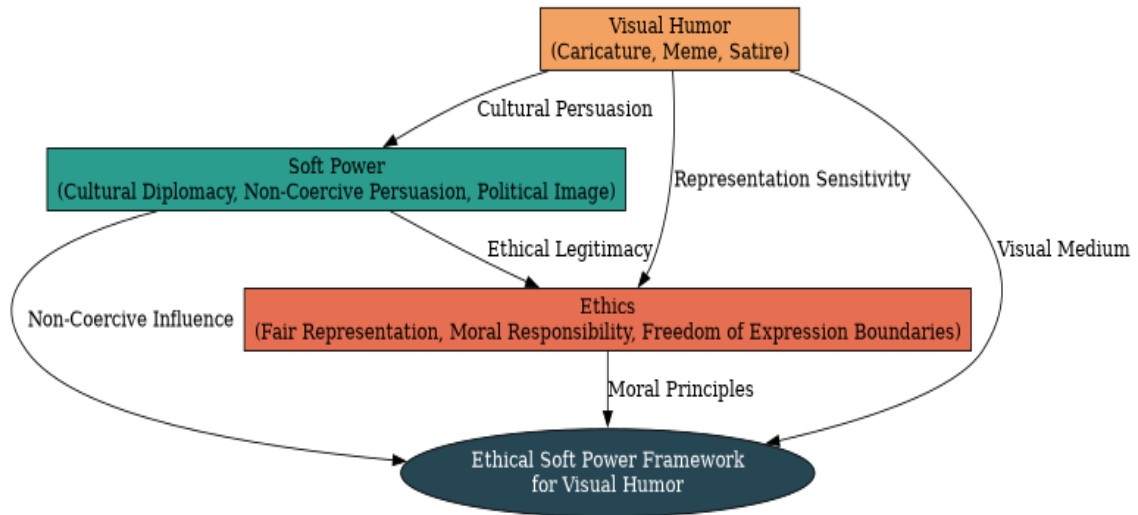 Visual Humor
(Caricature, Meme, Satire)
Cultural Persuasion
Soft Power
(Cultural Diplomacy, Non-Coercive Persuasion, Political Image)
Representation Sensitivity
Ethical Legitimacy
Visual Medium
Non-Coercive Influence
Ethics
(Fair Representation, Moral Responsibility, Freedom of Expression Boundaries)
Moral Principles
Ethical Soft Power Framework
for Visual Humor